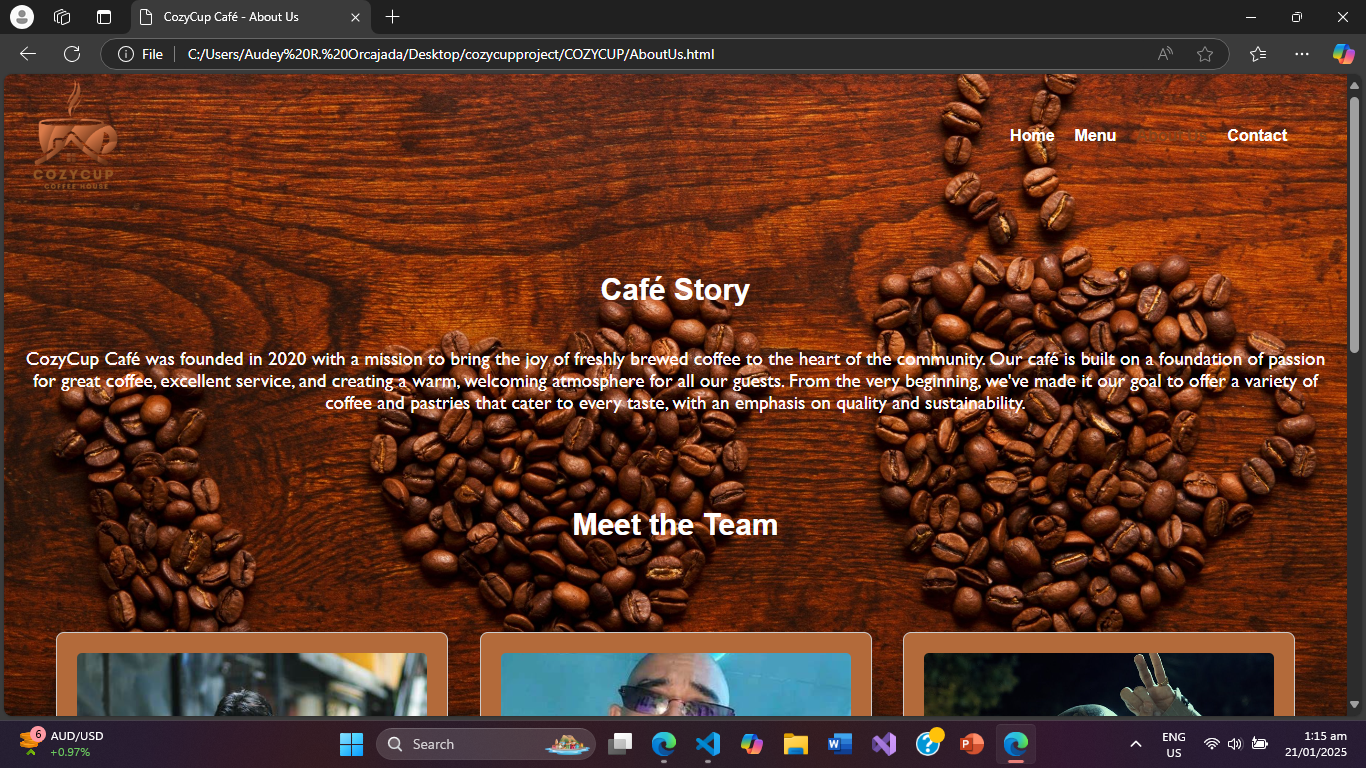 CozyCup Café - About Us
File
C:/Users/Audey%20R.%20Orcajada/Desktop/cozycupproject/COZYCUP/AboutUs.html
COZYCUP
COFFEE HOUSE
Home Menu About Us Contact
Café Story
CozyCup Café was founded in 2020 with a mission to bring the joy of freshly brewed coffee to the heart of the community. Our café is built on a foundation of passion
for great coffee, excellent service, and creating a warm, welcoming atmosphere for all our guests. From the very beginning, we've made it our goal to offer a variety of
coffee and pastries that cater to every taste, with an emphasis on quality and sustainability.
Meet the Team
6
AUD/USD
+0.97%
Search
ENG
US
1:15 am
21/01/2025